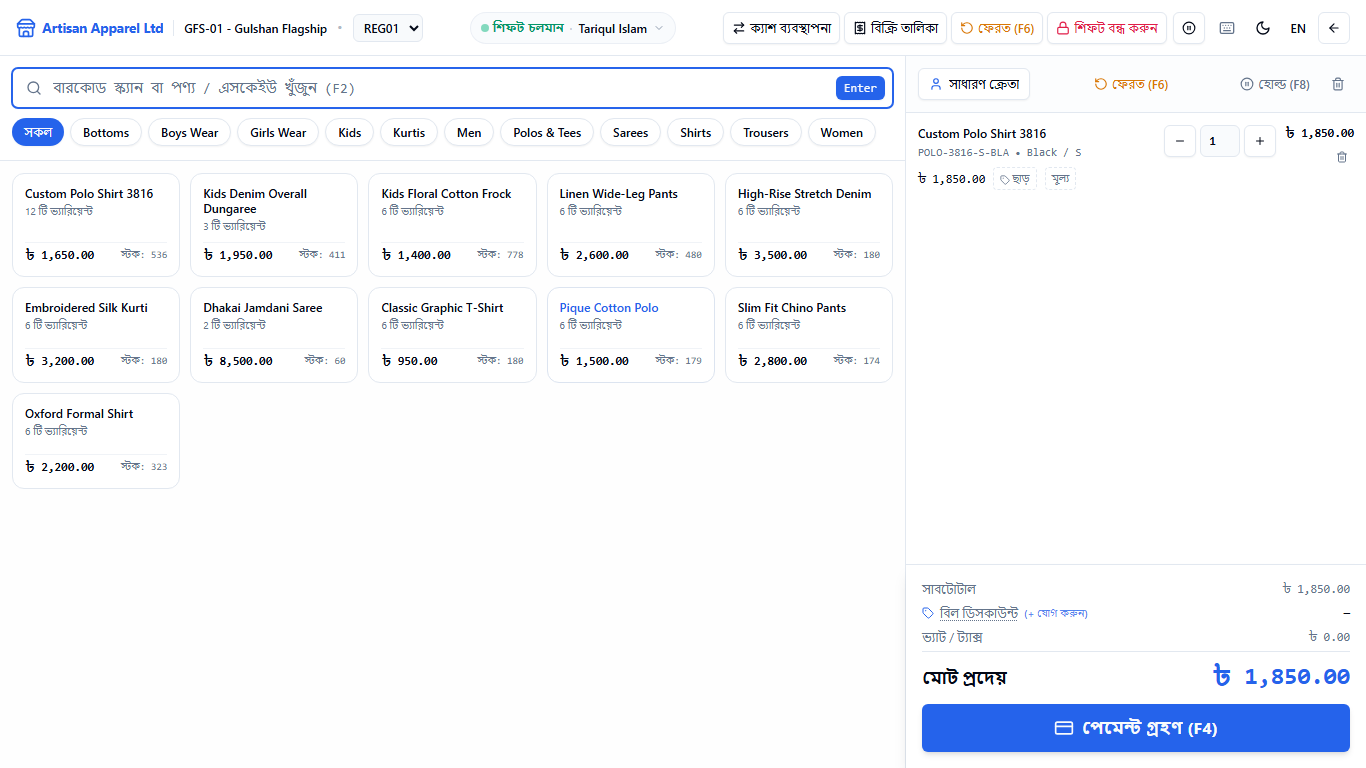 Artisan Apparel Ltd
GFS-01 - Gulshan Flagship •
REG01
শিফট চলমান · Tariqul Islam
ক্যাশ ব্যবস্থাপনা
বিক্রি তালিকা
ফেরত (F6)
শিফট বন্ধ করুন
EN
বারকোড স্ক্যান বা পণ্য / এসকেইউ খুঁজুন (F2)
Enter
সকল
Bottoms
Boys Wear
Girls Wear
Kids
Kurtis
Men
Polos & Tees
Sarees
Shirts
Trousers
Women
Custom Polo Shirt 3816
12 টি ভ্যারিয়েন্ট
৳ 1,650.00
স্টক: 536
Kids Denim Overall
Dungaree
3 টি ভ্যারিয়েন্ট
৳ 1,950.00
স্টক: 411
Kids Floral Cotton Frock
6 টি ভ্যারিয়েন্ট
৳ 1,400.00
স্টক: 778
Linen Wide-Leg Pants
6 টি ভ্যারিয়েন্ট
৳ 2,600.00
স্টক: 480
High-Rise Stretch Denim
6 টি ভ্যারিয়েন্ট
৳ 3,500.00
স্টক: 180
Embroidered Silk Kurti
6 টি ভ্যারিয়েন্ট
৳ 3,200.00
স্টক: 180
Dhakai Jamdani Saree
2 টি ভ্যারিয়েন্ট
৳ 8,500.00
স্টক: 60
Classic Graphic T-Shirt
6 টি ভ্যারিয়েন্ট
৳ 950.00
স্টক: 180
Pique Cotton Polo
6 টি ভ্যারিয়েন্ট
৳ 1,500.00
স্টক: 179
Slim Fit Chino Pants
6 টি ভ্যারিয়েন্ট
৳ 2,800.00
স্টক: 174
Oxford Formal Shirt
6 টি ভ্যারিয়েন্ট
৳ 2,200.00
স্টক: 323
সাধারণ ক্রেতা
ফেরত (F6)
হোল্ড (F8)
Custom Polo Shirt 3816
POLO-3816-S-BLA • Black / S
৳ 1,850.00
ছাড়
মূল্য
− 1 +
৳ 1,850.00
সাবটোটাল ৳ 1,850.00
বিল ডিসকাউন্ট (+ যোগ করুন) —
ভ্যাট / ট্যাক্স ৳ 0.00
মোট প্রদেয় ৳ 1,850.00
পেমেন্ট গ্রহণ (F4)